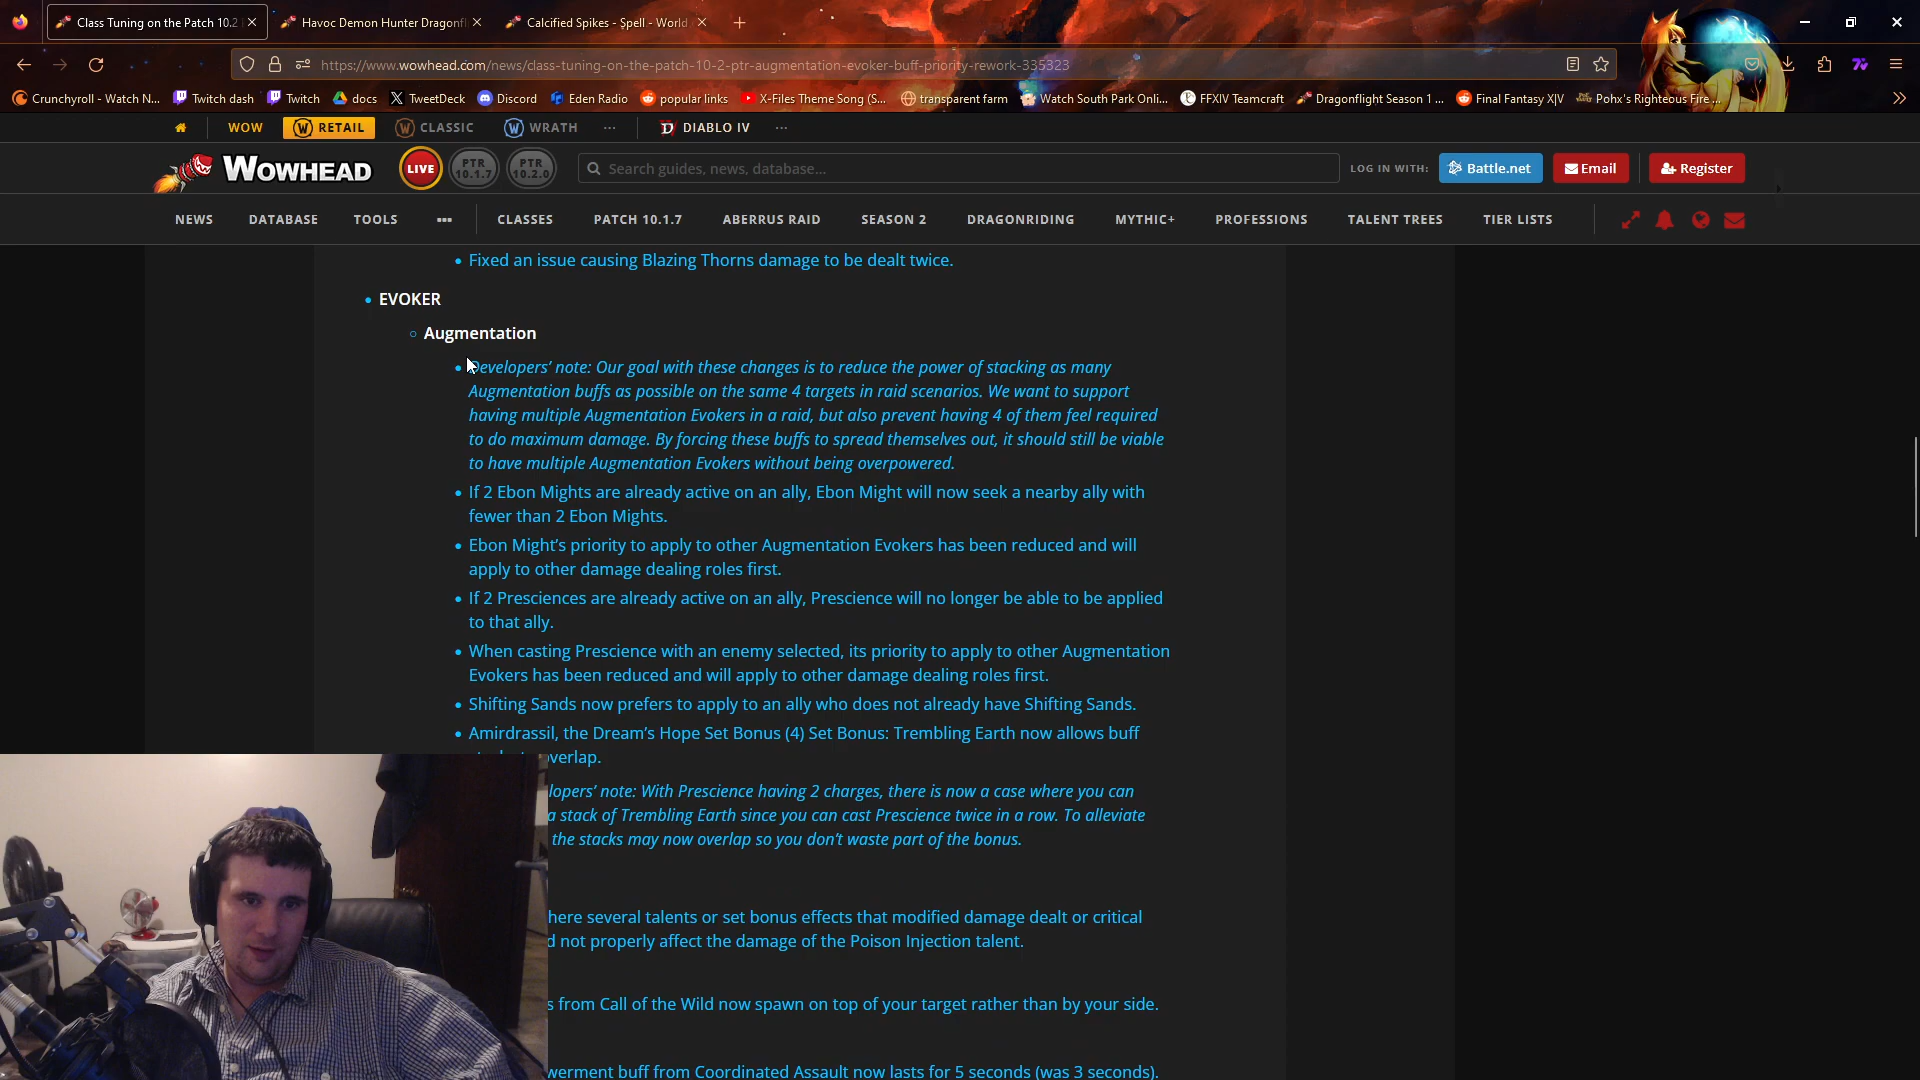 Class Tuning on the Patch 10.2
Havoc Demon Hunter Dragonfl
Calcified Spikes - Spell - World
https://www.wowhead.com/news/class-tuning-on-the-patch-10-2-ptr-augmentation-evoker-buff-priority-rework-335323
Crunchyroll - Watch N...
Twitch dash
Twitch
docs
TweetDeck
Discord
Eden Radio
popular links
X-Files Theme Song (S...
transparent farm
Watch South Park Onli...
FFXIV Teamcraft
Dragonflight Season 1 ...
Final Fantasy X|V
Pohx's Righteous Fire ...
WOW
RETAIL
CLASSIC
WRATH
DIABLO IV
WOWHEAD
LIVE
PTR 10.1.7
PTR 10.2.0
Search guides, news, database...
LOG IN WITH:
Battle.net
Email
Register
NEWS
DATABASE
TOOLS
CLASSES
PATCH 10.1.7
ABERRUS RAID
SEASON 2
DRAGONRIDING
MYTHIC+
PROFESSIONS
TALENT TREES
TIER LISTS
Fixed an issue causing Blazing Thorns damage to be dealt twice.
EVOKER
Augmentation
Developers' note: Our goal with these changes is to reduce the power of stacking as many
Augmentation buffs as possible on the same 4 targets in raid scenarios. We want to support
having multiple Augmentation Evokers in a raid, but also prevent having 4 of them feel required
to do maximum damage. By forcing these buffs to spread themselves out, it should still be viable
to have multiple Augmentation Evokers without being overpowered.
If 2 Ebon Mights are already active on an ally, Ebon Might will now seek a nearby ally with
fewer than 2 Ebon Mights.
Ebon Might's priority to apply to other Augmentation Evokers has been reduced and will
apply to other damage dealing roles first.
If 2 Presciences are already active on an ally, Prescience will no longer be able to be applied
to that ally.
When casting Prescience with an enemy selected, its priority to apply to other Augmentation
Evokers has been reduced and will apply to other damage dealing roles first.
Shifting Sands now prefers to apply to an ally who does not already have Shifting Sands.
Amirdrassil, the Dream's Hope Set Bonus (4) Set Bonus: Trembling Earth now allows buff
verlap.
lopers' note: With Prescience having 2 charges, there is now a case where you can
a stack of Trembling Earth since you can cast Prescience twice in a row. To alleviate
the stacks may now overlap so you don't waste part of the bonus.
here several talents or set bonus effects that modified damage dealt or critical
d not properly affect the damage of the Poison Injection talent.
s from Call of the Wild now spawn on top of your target rather than by your side.
werment buff from Coordinated Assault now lasts for 5 seconds (was 3 seconds).